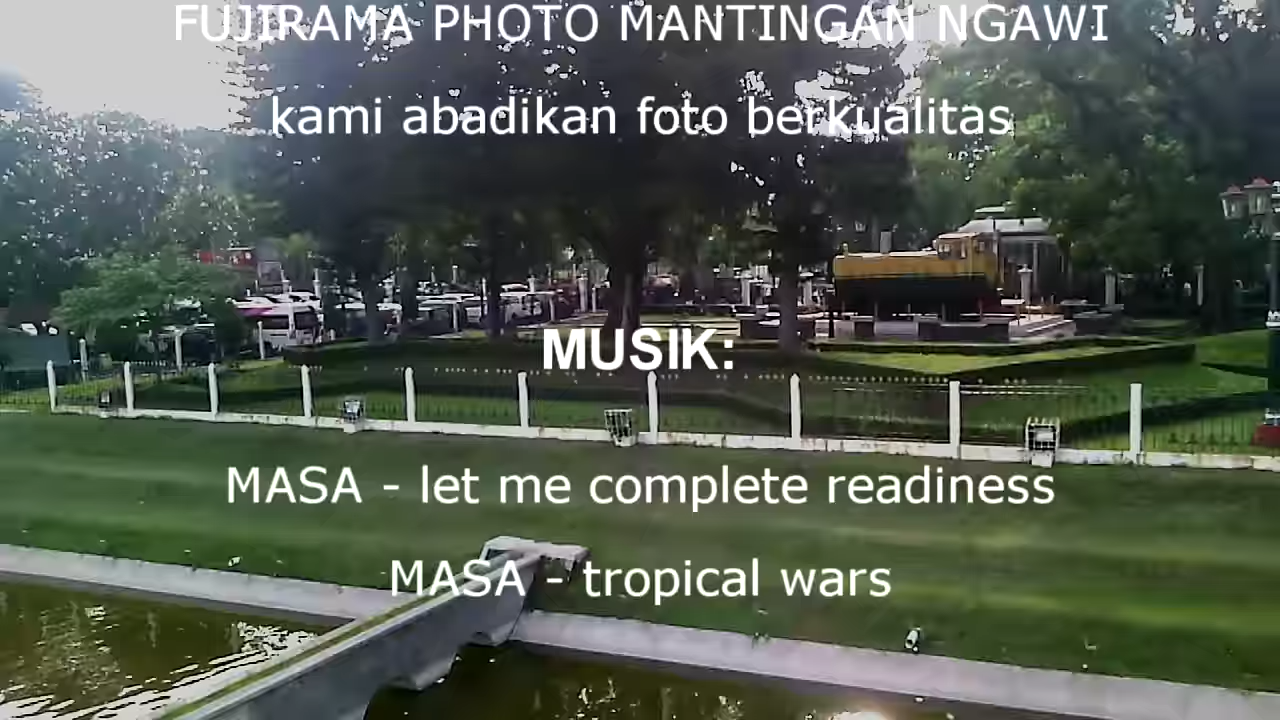 FUJIRAMA PHOTO MANTINGAN NGAWI
kami abadikan foto berkualitas
MUSIK:
MASA - let me complete readiness
MASA - tropical wars